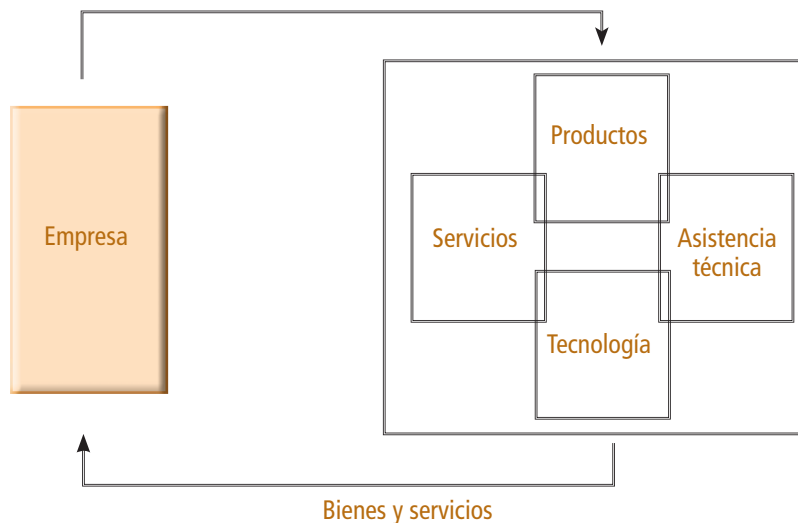 Productos
Empresa
Servicios
Asistencia
técnica
Tecnología
Bienes y servicios